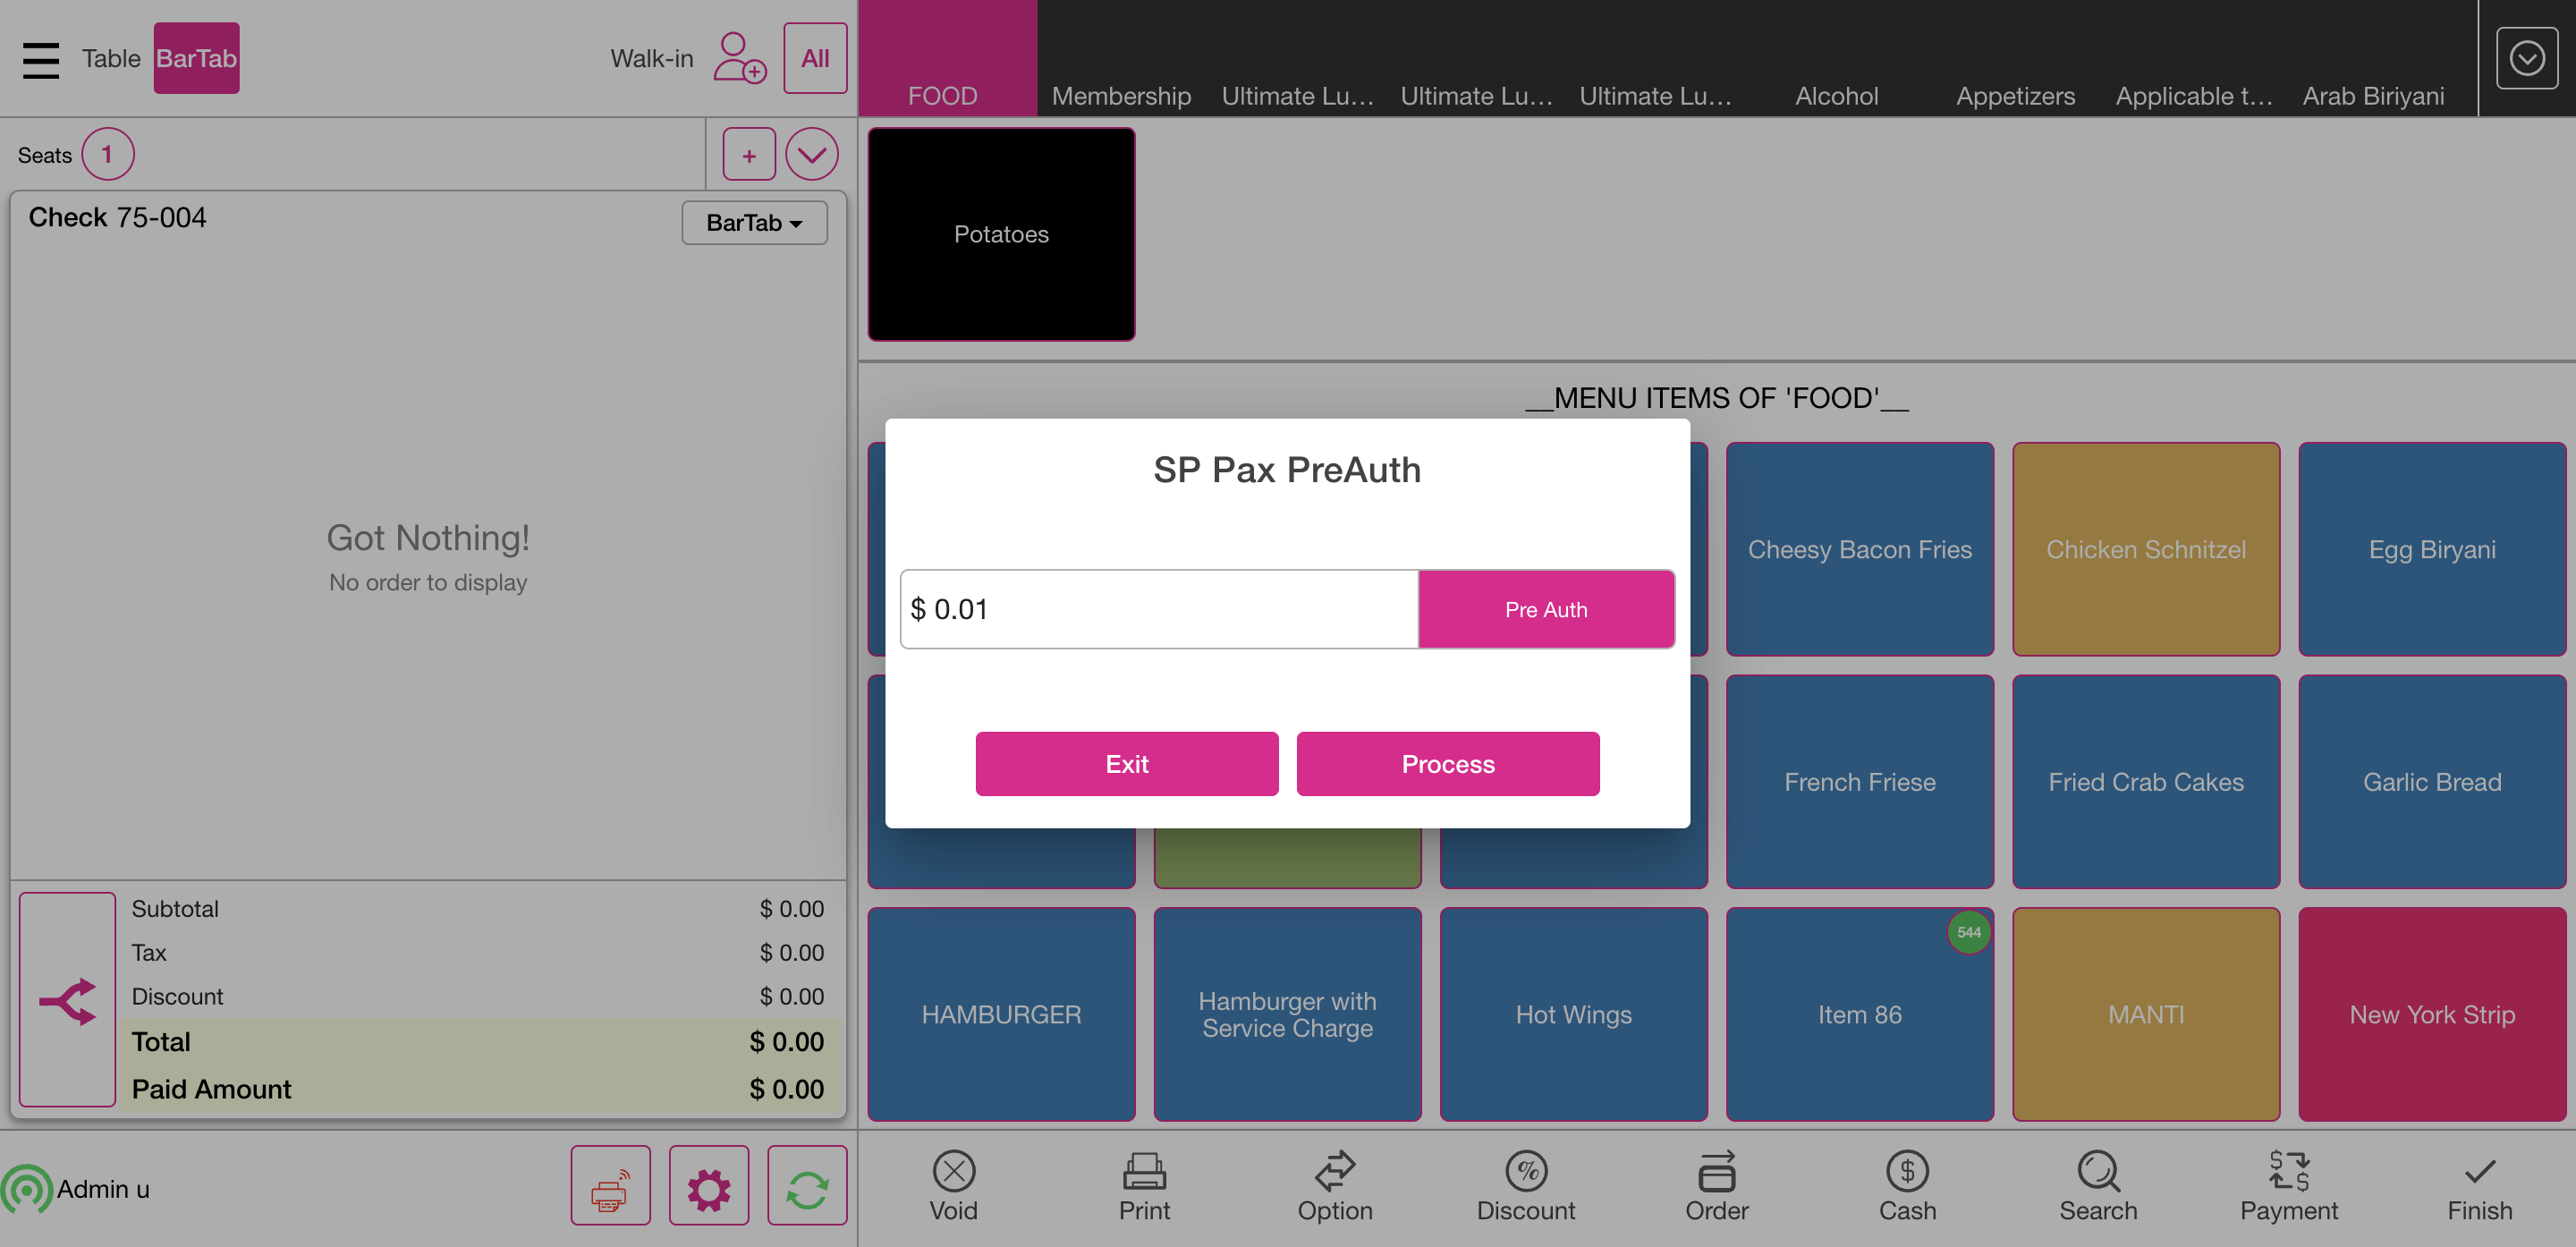 Table
BarTab
Walk-in
All
FOOD
Membership
Ultimate Lu...
Ultimate Lu...
Ultimate Lu...
Alcohol
Appetizers
Applicable t...
Arab Biriyani
Seats 1
+
Check 75-004
BarTab
Got Nothing!
No order to display
Subtotal $ 0.00
Tax $ 0.00
Discount $ 0.00
Total $ 0.00
Paid Amount $ 0.00
Admin u
Potatoes
__MENU ITEMS OF 'FOOD'__
Cheesy Bacon Fries
Chicken Schnitzel
Egg Biryani
French Friese
Fried Crab Cakes
Garlic Bread
HAMBURGER
Hamburger with
Service Charge
Hot Wings
Item 86
544
MANTI
New York Strip
SP Pax PreAuth
$ 0.01
Pre Auth
Exit
Process
Void
Print
Option
Discount
Order
Cash
Search
Payment
Finish